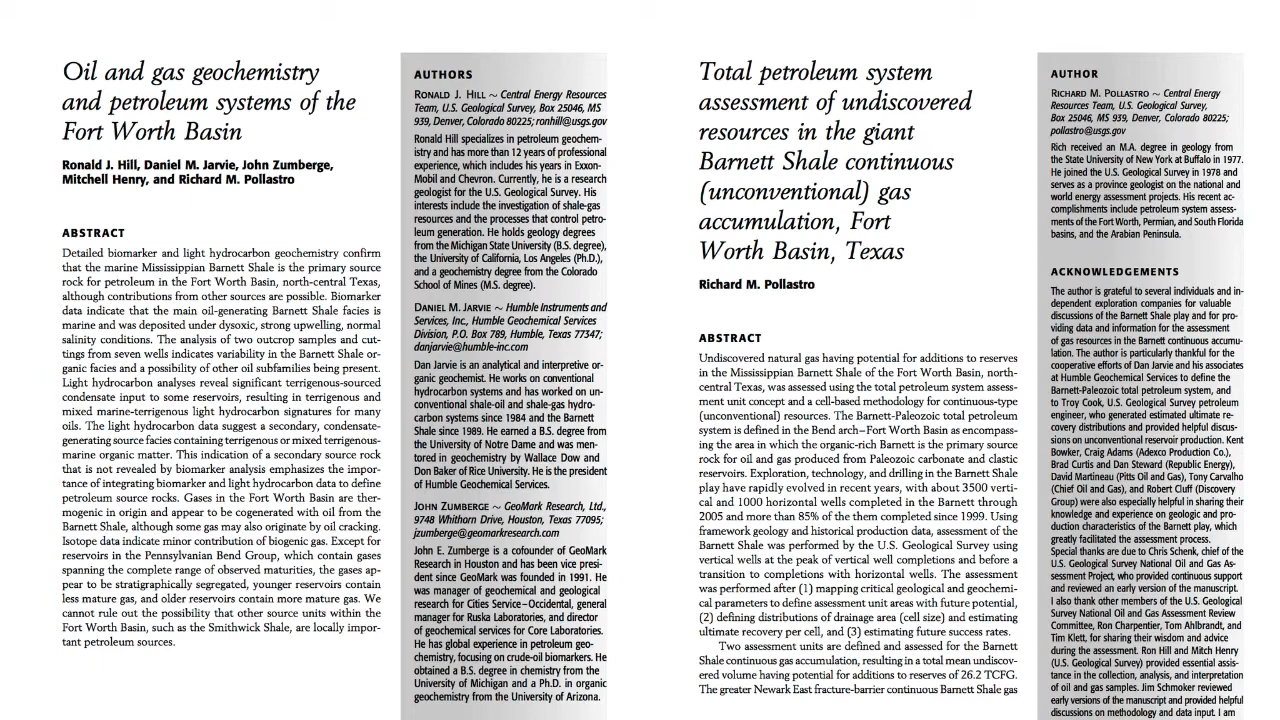 Oil and gas geochemistry
and petroleum systems of the
Fort Worth Basin
Ronald J. Hill, Daniel M. Jarvie, John Zumberge,
Mitchell Henry, and Richard M. Pollastro
ABSTRACT
Detailed biomarker and light hydrocarbon geochemistry confirm
that the marine Mississippian Barnett Shale is the primary source
rock for petroleum in the Fort Worth Basin, north-central Texas,
although contributions from other sources are possible. Biomarker
data indicate that the main oil-generating Barnett Shale facies is
marine and was deposited under dysoxic, strong upwelling, normal
salinity conditions. The analysis of two outcrop samples and cut-
tings from seven wells indicates variability in the Barnett Shale or-
ganic facies and a possibility of other oil subfamilies being present.
Light hydrocarbon analyses reveal significant terrigenous-sourced
condensate input to some reservoirs, resulting in terrigenous and
mixed marine-terrigenous light hydrocarbon signatures for many
oils. The light hydrocarbon data suggest a secondary, condensate-
generating source facies containing terrigenous or mixed terrigenous-
marine organic matter. This indication of a secondary source rock
that is not revealed by biomarker analysis emphasizes the impor-
tance of integrating biomarker and light hydrocarbon data to define
petroleum source rocks. Gases in the Fort Worth Basin are ther-
mogenic in origin and appear to be cogenerated with oil from the
Barnett Shale, although some gas may also originate by oil cracking.
Isotope data indicate minor contribution of biogenic gas. Except for
reservoirs in the Pennsylvanian Bend Group, which contain gases
spanning the complete range of observed maturities, the gases ap-
pear to be stratigraphically segregated, younger reservoirs contain
less mature gas, and older reservoirs contain more mature gas. We
cannot rule out the possibility that other source units within the
Fort Worth Basin, such as the Smithwick Shale, are locally impor-
tant petroleum sources.
AUTHORS
RONALD J. HILL ~ Central Energy Resources
Team, U.S. Geological Survey, Box 25046, MS
939, Denver, Colorado 80225; ronhill@usgs.gov
Ronald Hill specializes in petroleum geochem-
istry and has more than 12 years of professional
experience, which includes his years in Exxon-
Mobil and Chevron. Currently, he is a research
geologist for the U.S. Geological Survey. His
interests include the investigation of shale-gas
resources and the processes that control petro-
leum generation. He holds geology degrees
from the Michigan State University (B.S. degree),
the University of California, Los Angeles (Ph.D.),
and a geochemistry degree from the Colorado
School of Mines (M.S. degree).
DANIEL M. JARVIE ~ Humble Instruments and
Services, Inc., Humble Geochemical Services
Division, P.O. Box 789, Humble, Texas 77347;
danjarvie@humble-inc.com
Dan Jarvie is an analytical and interpretive or-
ganic geochemist. He works on conventional
hydrocarbon systems and has worked on un-
conventional shale-oil and shale-gas hydro-
carbon systems since 1984 and the Barnett
Shale since 1989. He earned a B.S. degree from
the University of Notre Dame and was men-
tored in geochemistry by Wallace Dow and
Don Baker of Rice University. He is the president
of Humble Geochemical Services.
JOHN ZUMBERGE ~ GeoMark Research, Ltd.,
9748 Whithorn Drive, Houston, Texas 77095;
jzumberge@geomarkresearch.com
John E. Zumberge is a cofounder of GeoMark
Research in Houston and has been vice presi-
dent since GeoMark was founded in 1991. He
was manager of geochemical and geological
research for Cities Service–Occidental, general
manager for Ruska Laboratories, and director
of geochemical services for Core Laboratories.
He has global experience in petroleum geo-
chemistry, focusing on crude-oil biomarkers. He
obtained a B.S. degree in chemistry from the
University of Michigan and a Ph.D. in organic
geochemistry from the University of Arizona.
Total petroleum system
assessment of undiscovered
resources in the giant
Barnett Shale continuous
(unconventional) gas
accumulation, Fort
Worth Basin, Texas
Richard M. Pollastro
ABSTRACT
Undiscovered natural gas having potential for additions to reserves
in the Mississippian Barnett Shale of the Fort Worth Basin, north-
central Texas, was assessed using the total petroleum system assess-
ment unit concept and a cell-based methodology for continuous-type
(unconventional) resources. The Barnett-Paleozoic total petroleum
system is defined in the Bend arch–Fort Worth Basin as encompass-
ing the area in which the organic-rich Barnett is the primary source
rock for oil and gas produced from Paleozoic carbonate and clastic
reservoirs. Exploration, technology, and drilling in the Barnett Shale
play have rapidly evolved in recent years, with about 3500 verti-
cal and 1000 horizontal wells completed in the Barnett through
2005 and more than 85% of the them completed since 1999. Using
framework geology and historical production data, assessment of the
Barnett Shale was performed by the U.S. Geological Survey using
vertical wells at the peak of vertical well completions and before a
transition to completions with horizontal wells. The assessment
was performed after (1) mapping critical geological and geochemi-
cal parameters to define assessment unit areas with future potential,
(2) defining distributions of drainage area (cell size) and estimating
ultimate recovery per cell, and (3) estimating future success rates.
Two assessment units are defined and assessed for the Barnett
Shale continuous gas accumulation, resulting in a total mean undiscov-
ered volume having potential for additions to reserves of 26.2 TCFG.
The greater Newark East fracture-barrier continuous Barnett Shale gas
AUTHOR
RICHARD M. POLLASTRO ~ Central Energy
Resources Team, U.S. Geological Survey,
Box 25046, MS 939, Denver, Colorado 80225;
pollastro@usgs.gov
Rich received an M.A. degree in geology from
the State University of New York at Buffalo in 1977.
He joined the U.S. Geological Survey in 1978 and
serves as a province geologist on the national and
world energy assessment projects. His recent ac-
complishments include petroleum system assess-
ments of the Fort Worth, Permian, and South Florida
basins, and the Arabian Peninsula.
ACKNOWLEDGEMENTS
The author is grateful to several individuals and in-
dependent exploration companies for valuable
discussions of the Barnett Shale play and for pro-
viding data and information for the assessment
of gas resources in the Barnett continuous accumu-
lation. The author is particularly thankful for the
cooperative efforts of Dan Jarvie and his associates
at Humble Geochemical Services to define the
Barnett-Paleozoic total petroleum system, and
to Troy Cook, U.S. Geological Survey petroleum
engineer, who generated estimated ultimate re-
covery distributions and provided helpful discus-
sions on unconventional reservoir production. Kent
Bowker, Craig Adams (Adexco Production Co.),
Brad Curtis and Dan Steward (Republic Energy),
David Martineau (Pitts Oil and Gas), Tony Carvalho
(Chief Oil and Gas), and Robert Cluff (Discovery
Group) were also especially helpful in sharing their
knowledge and experience on geologic and pro-
duction characteristics of the Barnett play, which
greatly facilitated the assessment process.
Special thanks are due to Chris Schenk, chief of the
U.S. Geological Survey National Oil and Gas As-
sessment Project, who provided continuous support
and reviewed an early version of the manuscript.
I also thank other members of the U.S. Geological
Survey National Oil and Gas Assessment Review
Committee, Ron Charpentier, Tom Ahlbrandt, and
Tim Klett, for sharing their wisdom and advice
during the assessment. Ron Hill and Mitch Henry
(U.S. Geological Survey) provided essential assis-
tance in the collection, analysis, and interpretation
of oil and gas samples. Jim Schmoker reviewed
early versions of the manuscript and provided helpful
discussions on methodology and data input. I am